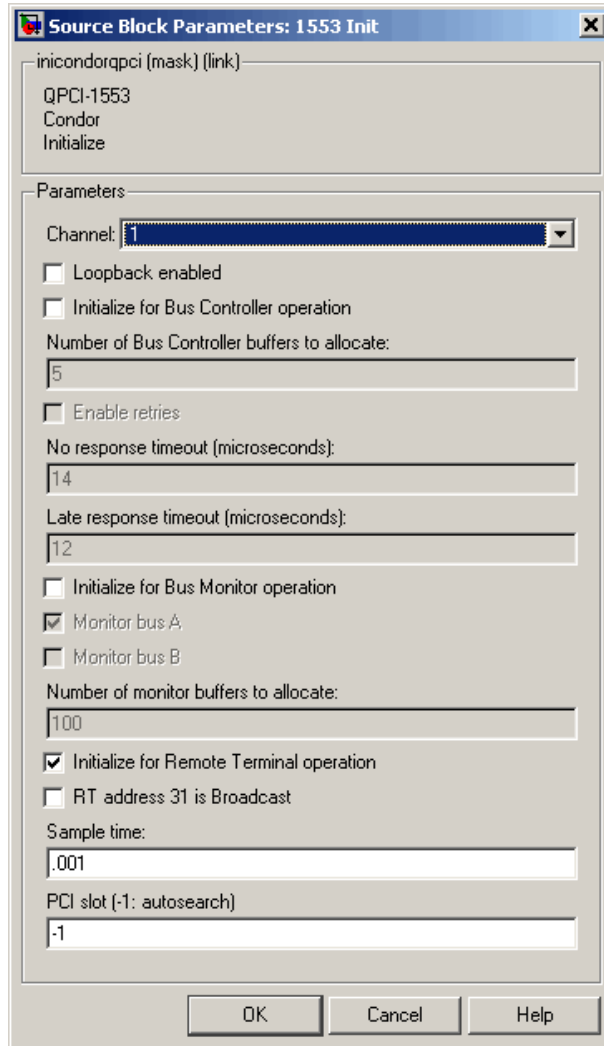 Source Block Parameters: 1553 Init
inicondorqpci (mask) (link)
QPCI-1553
Condor
Initialize
Parameters
Channel: 1
Loopback enabled
Initialize for Bus Controller operation
Number of Bus Controller buffers to allocate:
5
Enable retries
No response timeout (microseconds):
14
Late response timeout (microseconds):
12
Initialize for Bus Monitor operation
Monitor bus A
Monitor bus B
Number of monitor buffers to allocate:
100
Initialize for Remote Terminal operation
RT address 31 is Broadcast
Sample time:
.001
PCI slot (-1: autosearch)
-1
OK Cancel Help